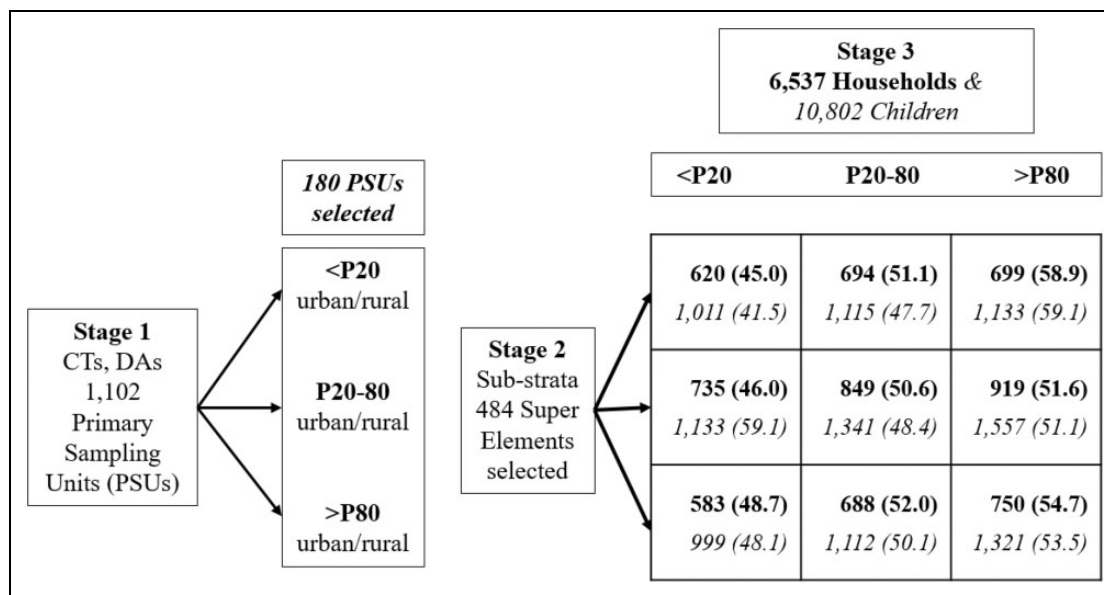 Stage 3
6,537 Households &
10,802 Children
180 PSUs
selected
<P20 P20-80 >P80
<P20
urban/rural
P20-80
urban/rural
>P80
urban/rural
Stage 1
CTs, DAs
1,102
Primary
Sampling
Units (PSUs)
Stage 2
Sub-strata
484 Super
Elements
selected
620 (45.0) 694 (51.1) 699 (58.9)
1,011 (41.5) 1,115 (47.7) 1,133 (59.1)
735 (46.0) 849 (50.6) 919 (51.6)
1,133 (59.1) 1,341 (48.4) 1,557 (51.1)
583 (48.7) 688 (52.0) 750 (54.7)
999 (48.1) 1,112 (50.1) 1,321 (53.5)